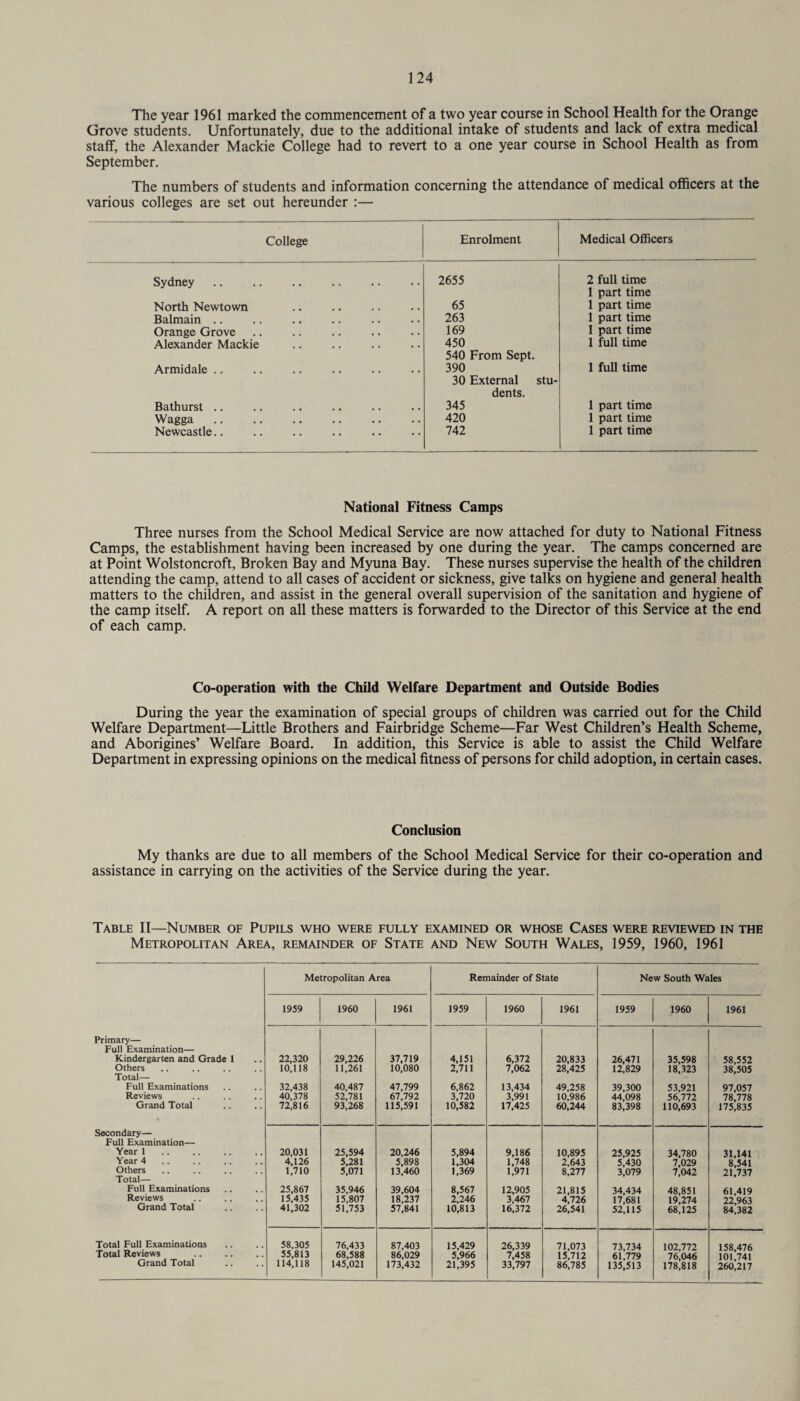 124
The year 1961 marked the commencement of a two year course in School Health for the Orange
Grove students. Unfortunately, due to the additional intake of students and lack of extra medical
staff, the Alexander Mackie College had to revert to a one year course in School Health as from
September.
The numbers of students and information concerning the attendance of medical officers at the
various colleges are set out hereunder :—
College Enrolment Medical Officers
Sydney .. .. .. .. .. .. 2655 2 full time
1 part time
North Newtown .. .. .. .. 65 1 part time
Balmain .. .. .. .. .. .. 263 1 part time
Orange Grove .. .. .. .. .. 169 1 part time
Alexander Mackie .. .. .. .. 450 1 full time
540 From Sept.
Armidale .. .. .. .. .. .. 390 1 full time
30 External stu-
dents.
Bathurst .. .. .. .. .. .. 345 1 part time
Wagga .. .. .. .. .. .. 420 1 part time
Newcastle.. .. .. .. .. .. 742 1 part time
National Fitness Camps
Three nurses from the School Medical Service are now attached for duty to National Fitness
Camps, the establishment having been increased by one during the year. The camps concerned are
at Point Wolstoncroft, Broken Bay and Myuna Bay. These nurses supervise the health of the children
attending the camp, attend to all cases of accident or sickness, give talks on hygiene and general health
matters to the children, and assist in the general overall supervision of the sanitation and hygiene of
the camp itself. A report on all these matters is forwarded to the Director of this Service at the end
of each camp.
Co-operation with the Child Welfare Department and Outside Bodies
During the year the examination of special groups of children was carried out for the Child
Welfare Department—Little Brothers and Fairbridge Scheme—Far West Children's Health Scheme,
and Aborigines' Welfare Board. In addition, this Service is able to assist the Child Welfare
Department in expressing opinions on the medical fitness of persons for child adoption, in certain cases.
Conclusion
My thanks are due to all members of the School Medical Service for their co-operation and
assistance in carrying on the activities of the Service during the year.
Table II—Number of Pupils who were fully examined or whose Cases were reviewed in the
Metropolitan Area, remainder of State and New South Wales, 1959, 1960, 1961
Metropolitan Area Remainder of State New South Wales
1959 1960 1961 1959 1960 1961 1959 1960 1961
Primary—
Full Examination—
Kindergarten and Grade 1 .. 22,320 29,226 37,719 4,151 6,372 20,833 26,471 35,598 58,552
Others .. .. .. .. 10,118 11,261 10,080 2,711 7,062 28,425 12,829 18,323 38,505
Total—
Full Examinations .. .. 32,438 40,487 47,799 6,862 13,434 49,258 39,300 53,921 97,057
Reviews .. .. .. 40,378 52,781 67,792 3,720 3,991 10,986 44,098 56,772 78,778
Grand Total .. .. 72,816 93,268 115,591 10,582 17,425 60,244 83,398 110,693 175,835
Secondary—
Full Examination—
Year 1 .. .. .. .. 20,031 25,594 20,246 5,894 9,186 10,895 25,925 34,780 31,141
Year 4 .. .. .. .. 4,126 5,281 5,898 1,304 1,748 2,643 5,430 7,029 8,541
Others .. .. .. .. 1,710 5,071 13,460 1,369 1,971 8,277 3,079 7,042 21,737
Total—
Full Examinations .. .. 25,867 35,946 39,604 8,567 12,905 21,815 34,434 48,851 61,419
Reviews .. .. .. 15,435 15,807 18,237 2,246 3,467 4,726 17,681 19,274 22,963
Grand Total .. .. 41,302 51,753 57,841 10,813 16,372 26,541 52,115 68,125 84,382
Total Full Examinations .. .. 58,305 76,433 87,403 15,429 26,339 71,073 73,734 102,772 158,476
Total Reviews .. .. .. 55,813 68,588 86,029 5,966 7,458 15,712 61,779 76,046 101,741
Grand Total .. .. 114,118 145,021 173,432 21,395 33,797 86,785 135,513 178,818 260,217